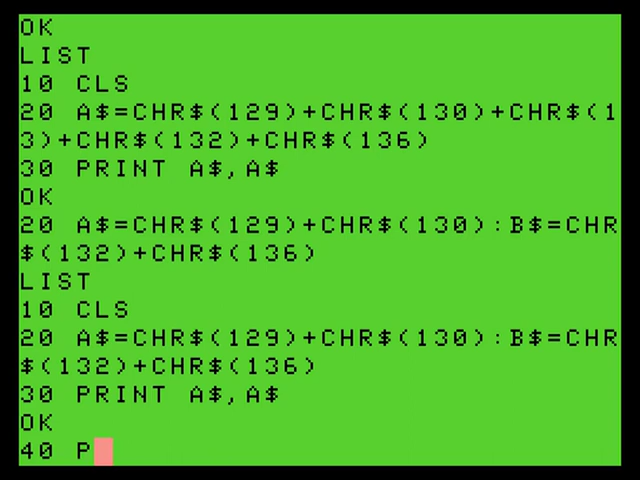 OK
LIST
10 CLS
20 A$=CHR$(129)+CHR$(130)+CHR$(1
3)+CHR$(132)+CHR$(136)
30 PRINT A$,A$
OK
20 A$=CHR$(129)+CHR$(130):B$=CHR
$(132)+CHR$(136)
LIST
10 CLS
20 A$=CHR$(129)+CHR$(130):B$=CHR
$(132)+CHR$(136)
30 PRINT A$,A$
OK
40 P